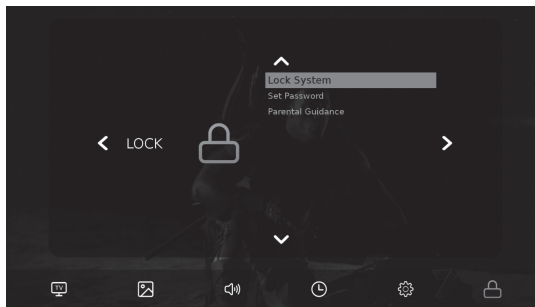 Lock System
Set Password
Parental Guidance
LOCK
TV